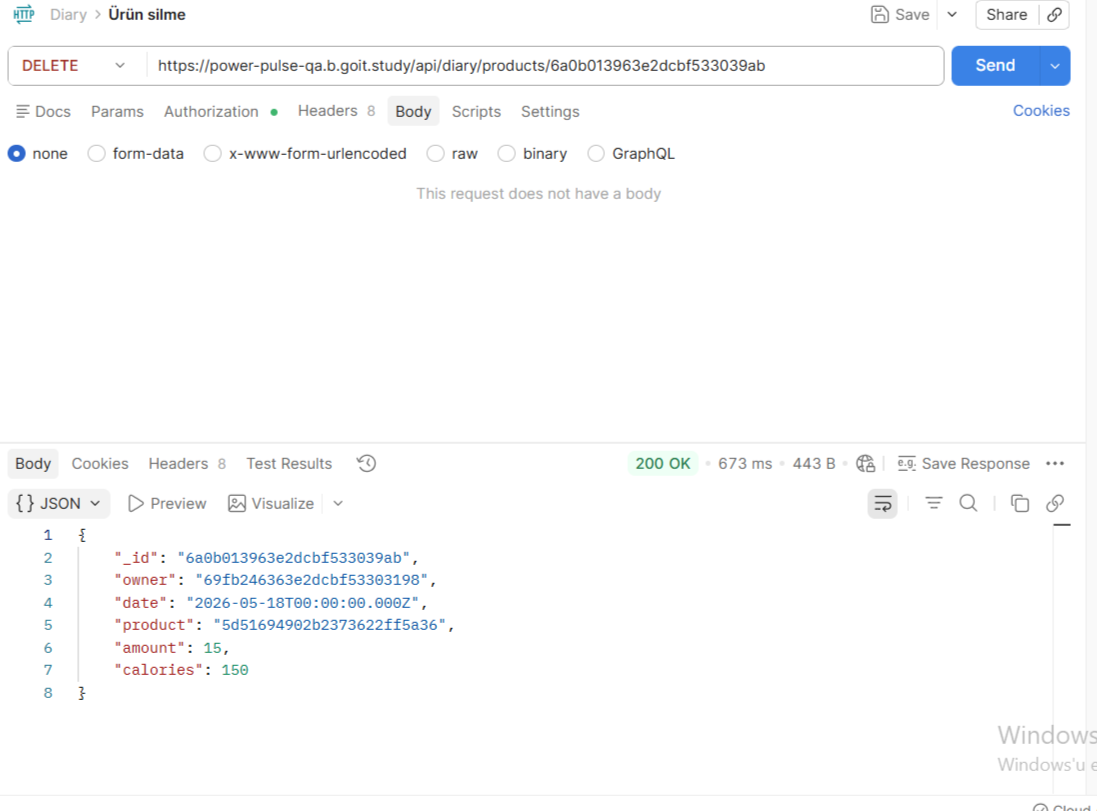 HTTP Diary > Ürün silme Save Share
DELETE https://power-pulse-qa.b.goit.study/api/diary/products/6a0b013963e2dcbf533039ab Send
Docs Params Authorization Headers 8 Body Scripts Settings Cookies
none form-data x-www-form-urlencoded raw binary GraphQL
This request does not have a body
Body Cookies Headers 8 Test Results 200 OK • 673 ms • 443 B • e.g. Save Response
{} JSON Preview Visualize
1 {
2 "_id": "6a0b013963e2dcbf533039ab",
3 "owner": "69fb246363e2dcbf53303198",
4 "date": "2026-05-18T00:00:00.000Z",
5 "product": "5d51694902b2373622ff5a36",
6 "amount": 15,
7 "calories": 150
8 }
Windows
Windows'u e
Cloud